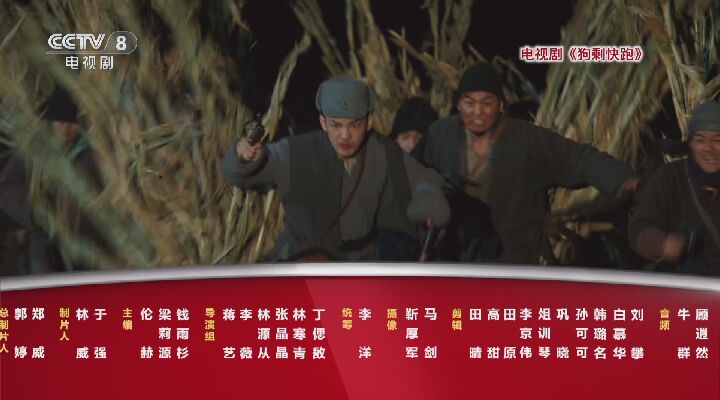 CCTV 8
电视剧
电视剧《狗剩快跑》
总制片人
郭 婷
郑 威
制片人
林 威
于 强
主编
伦 赫
梁莉源
钱雨杉
导演组
蒋 艺
李 薇
林源从
张晶晶
林寒青
丁偲敔
统筹
李 洋
摄像
靳厚军
马 剑
剪辑
田 晴
高 甜
田 原
李京伟
俎训琴
巩 晓
孙可可
韩璐名
白慕华
刘 攀
音频
牛 群
顾道然